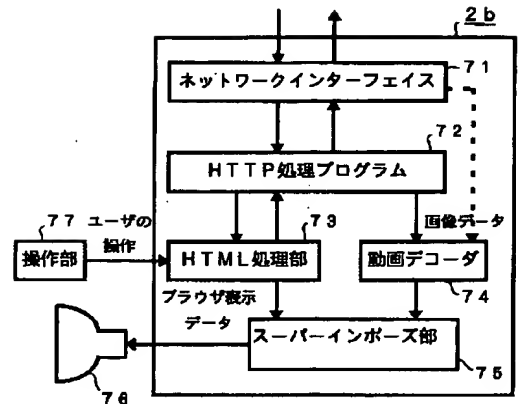 ２ｂ
ネットワークインターフェイス
７１
７２
ＨＴＴＰ処理プログラム
７７
ユーザの
操作
操作部
７３
ＨＴＭＬ処理部
画像データ
動画デコーダ
７４
ブラウザ表示
データ
スーパーインポーズ部
７５
７６